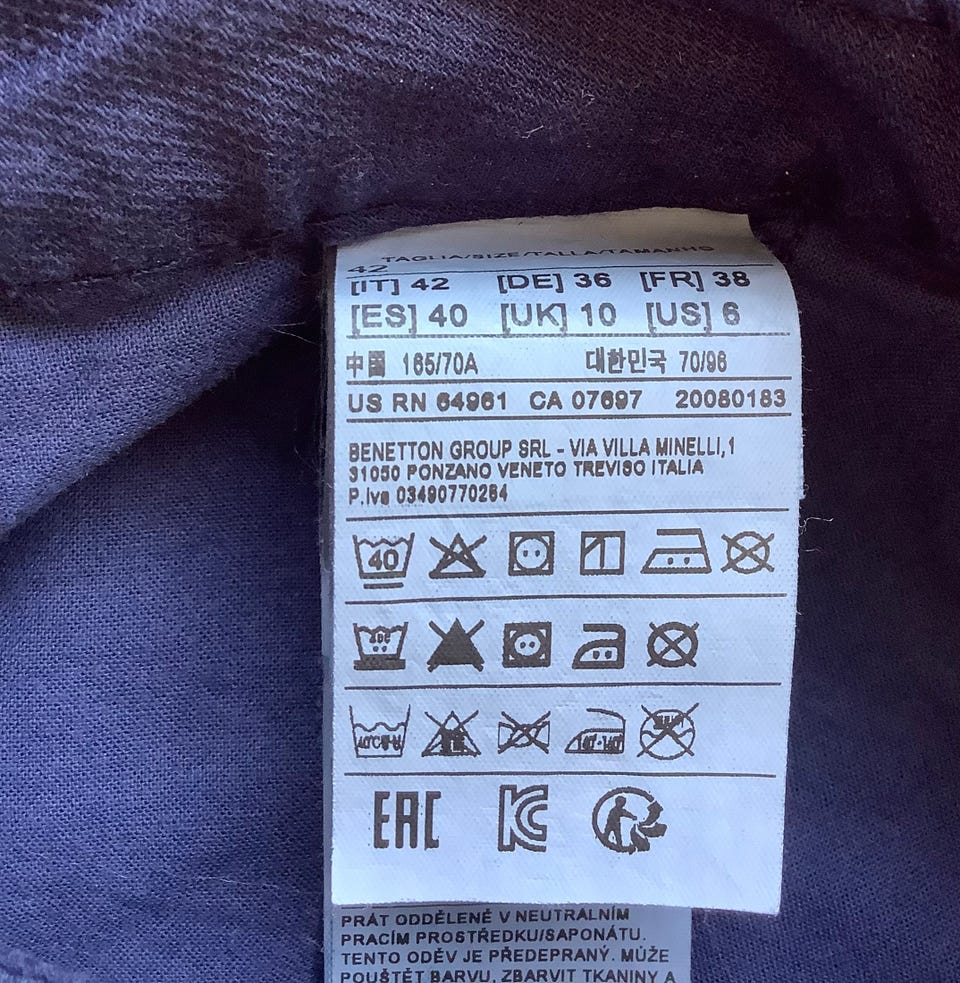 TAGLIA/SIZE/TALLA/TAMANHO
42
[IT] 42 [DE] 36 [FR] 38
[ES] 40 [UK] 10 [US] 6
中國 165/70A 대한민국 70/96
US RN 64961 CA 07697 20080183
BENETTON GROUP SRL - VIA VILLA MINELLI,1
31050 PONZANO VENETO TREVISO ITALIA
P.Iva 03490770264
40
EAC KC
PRÁT ODDĚLENĚ V NEUTRÁLNÍM
PRACÍM PROSTŘEDKU/SAPONÁTU.
TENTO ODĚV JE PŘEDEPRANÝ. MŮŽE
POUŠTĚT BARVU, ZBARVIT TKANINY A